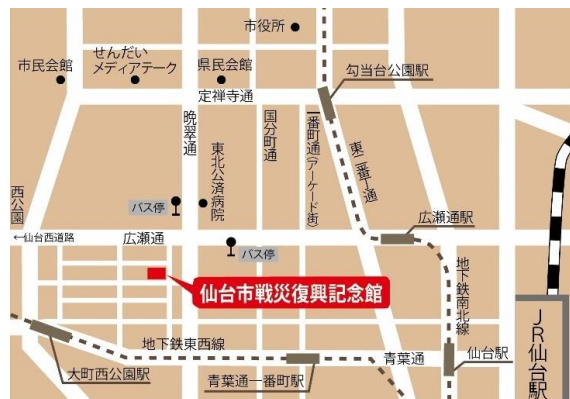 市役所
せんだい
メディアテーク
市民会館
県民会館
勾当台公園駅
定禅寺通
晩翠通
東北公済病院
国分町通
一番町通(アーケード街)
東二番丁通
西公園
バス停
広瀬通駅
←仙台西道路
広瀬通
バス停
仙台市戦災復興記念館
地下鉄南北線
JR仙台駅
地下鉄東西線
青葉通
仙台駅
大町西公園駅
青葉通一番町駅